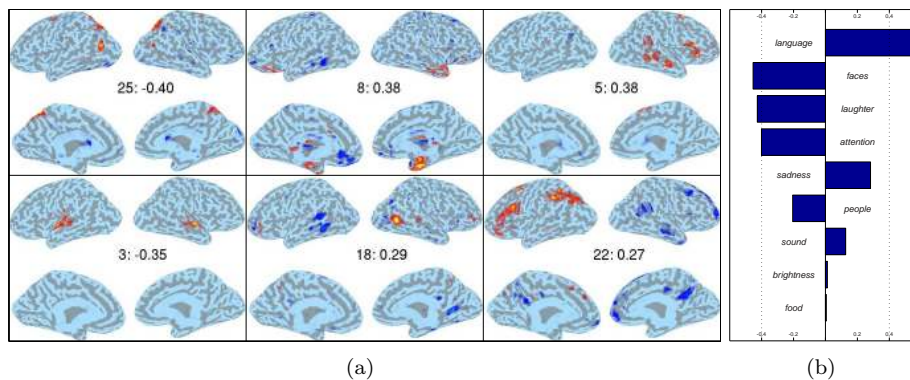 25: -0.40
8: 0.38
5: 0.38
3: -0.35
18: 0.29
22: 0.27
(a)
-0.4 -0.2 0.2 0.4
language
faces
laughter
attention
sadness
people
sound
brightness
food
-0.4 -0.2 0.2 0.4
(b)